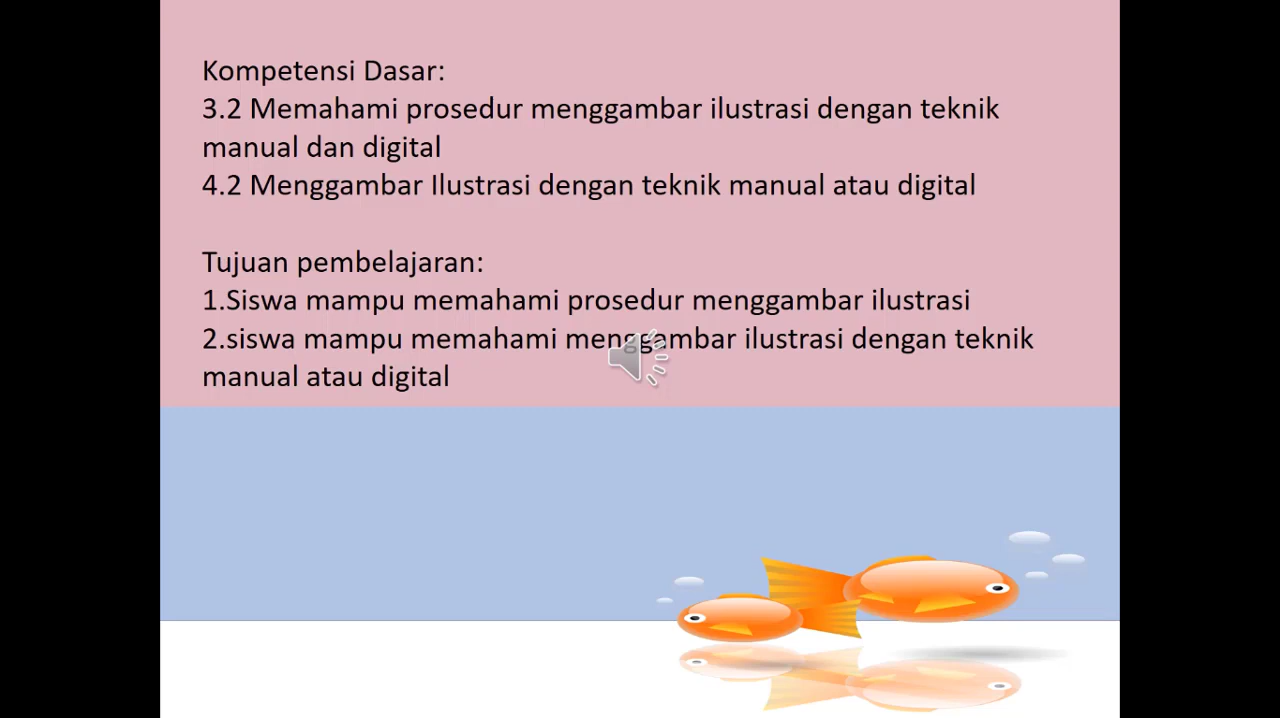 Kompetensi Dasar:
3.2 Memahami prosedur menggambar ilustrasi dengan teknik
manual dan digital
4.2 Menggambar Ilustrasi dengan teknik manual atau digital
Tujuan pembelajaran:
1.Siswa mampu memahami prosedur menggambar ilustrasi
2.siswa mampu memahami menggambar ilustrasi dengan teknik
manual atau digital